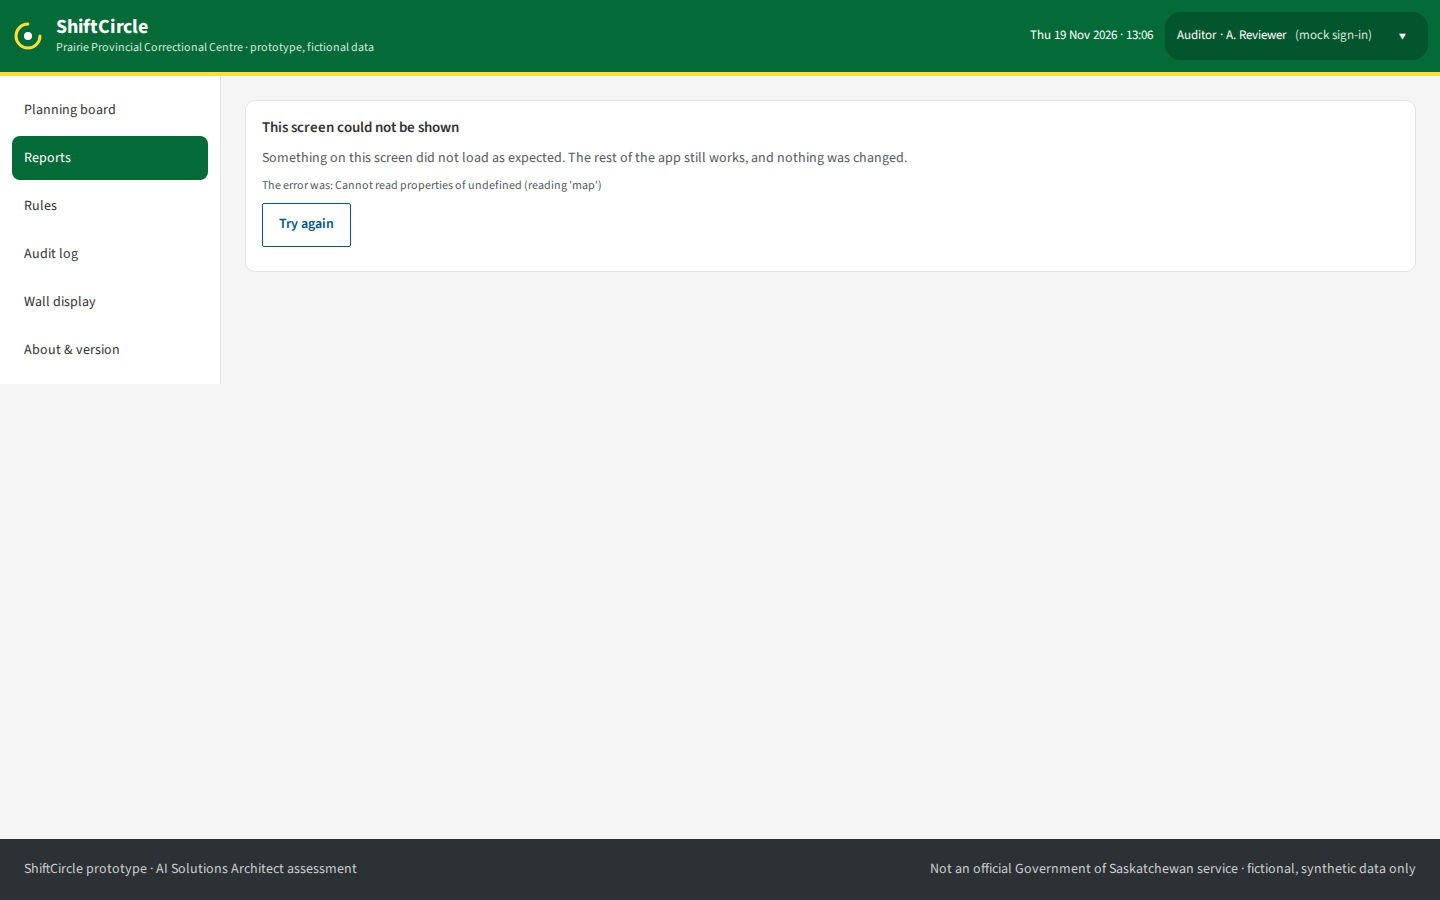 ShiftCircle
Prairie Provincial Correctional Centre · prototype, fictional data
Thu 19 Nov 2026 · 13:06
Auditor · A. Reviewer (mock sign-in) ▼
Planning board
Reports
Rules
Audit log
Wall display
About & version
This screen could not be shown
Something on this screen did not load as expected. The rest of the app still works, and nothing was changed.
The error was: Cannot read properties of undefined (reading 'map')
Try again
ShiftCircle prototype · AI Solutions Architect assessment
Not an official Government of Saskatchewan service · fictional, synthetic data only